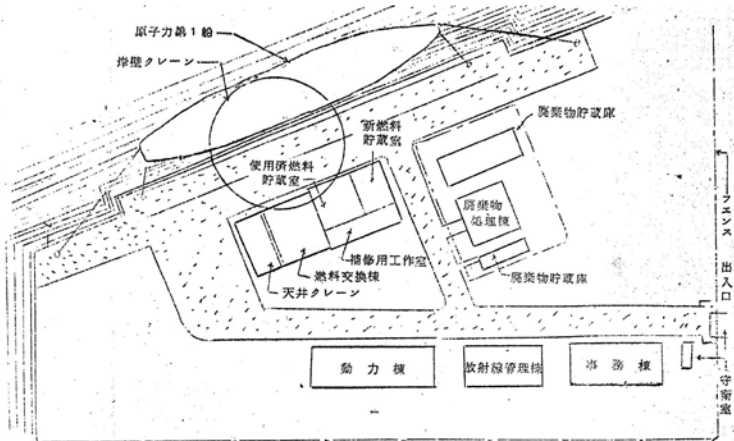 原子力第1船
岸壁クレーン
新燃料
貯蔵室
使用済燃料
貯蔵室
廃棄物貯蔵庫
廃棄物
処理棟
補修用工作室
燃料交換棟
天井クレーン
廃棄物貯蔵庫
フェンス
出入口
動力棟
放射線管理棟
事務棟
守衛室